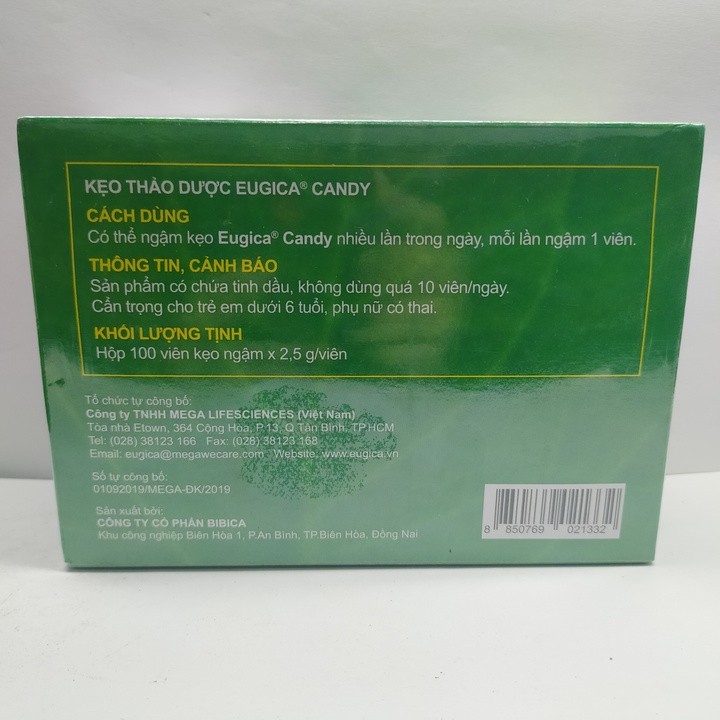 KẸO THẢO DƯỢC EUGICA® CANDY
CÁCH DÙNG
Có thể ngậm kẹo Eugica® Candy nhiều lần trong ngày, mỗi lần ngậm 1 viên.
THÔNG TIN, CẢNH BÁO
Sản phẩm có chứa tinh dầu, không dùng quá 10 viên/ngày.
Cẩn trọng cho trẻ em dưới 6 tuổi, phụ nữ có thai.
KHỐI LƯỢNG TỊNH
Hộp 100 viên kẹo ngậm x 2,5 g/viên
Tổ chức tự công bố:
Công ty TNHH MEGA LIFESCIENCES (Việt Nam)
Tòa nhà Etown, 364 Cộng Hòa, P.13, Q Tân Bình, TP.HCM
Tel: (028) 38123 166 Fax: (028) 38123 168
Email: eugica@megawecare.com Website: www.eugica.vn
Số tự công bố:
01092019/MEGA-ĐK/2019
Sản xuất bởi:
CÔNG TY CỔ PHẦN BIBICA
Khu công nghiệp Biên Hòa 1, P.An Bình, TP.Biên Hòa, Đồng Nai
8 850769 021332